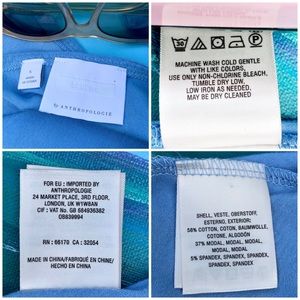 BY ANTHROPOLOGIE
30
MACHINE WASH COLD GENTLE
WITH LIKE COLORS,
USE ONLY NON-CHLORINE BLEACH,
TUMBLE DRY LOW,
LOW IRON AS NEEDED.
MAY BE DRY CLEANED
FOR EU : IMPORTED BY
ANTHROPOLOGIE
24 MARKET PLACE, 3RD FLOOR,
LONDON, UK W1W8AN
CIF : VAT No: GB 684936382
OB839994
RN : 66170 CA : 32054
MADE IN CHINA/FABRIQUÉ EN CHINE/
HECHO EN CHINA
SHELL, VESTE, OBERSTOFF,
ESTERNO, EXTERIOR:
58% COTTON, COTON, BAUMWOLLE,
COTONE, ALGODÓN
37% MODAL, MODAL, MODAL,
MODAL, MODAL
5% SPANDEX, SPANDEX, SPANDEX,
SPANDEX, SPANDEX